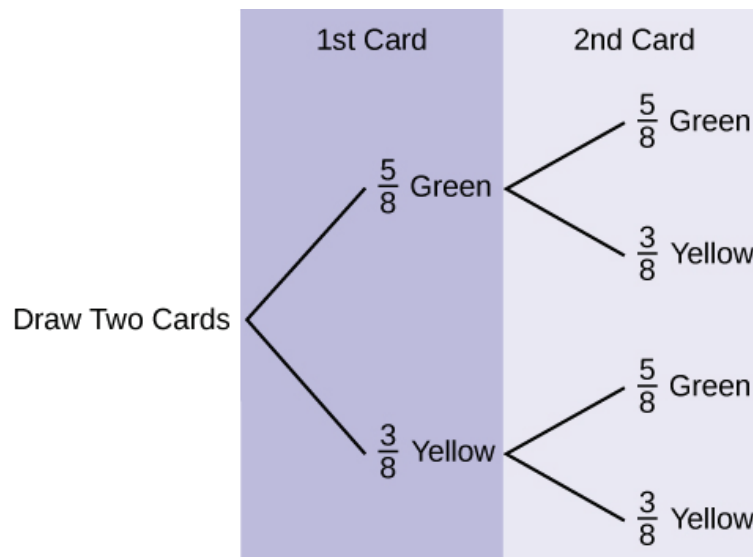 1st Card
2nd Card
5/8 Green
5/8 Green
3/8 Yellow
Draw Two Cards
5/8 Green
3/8 Yellow
3/8 Yellow